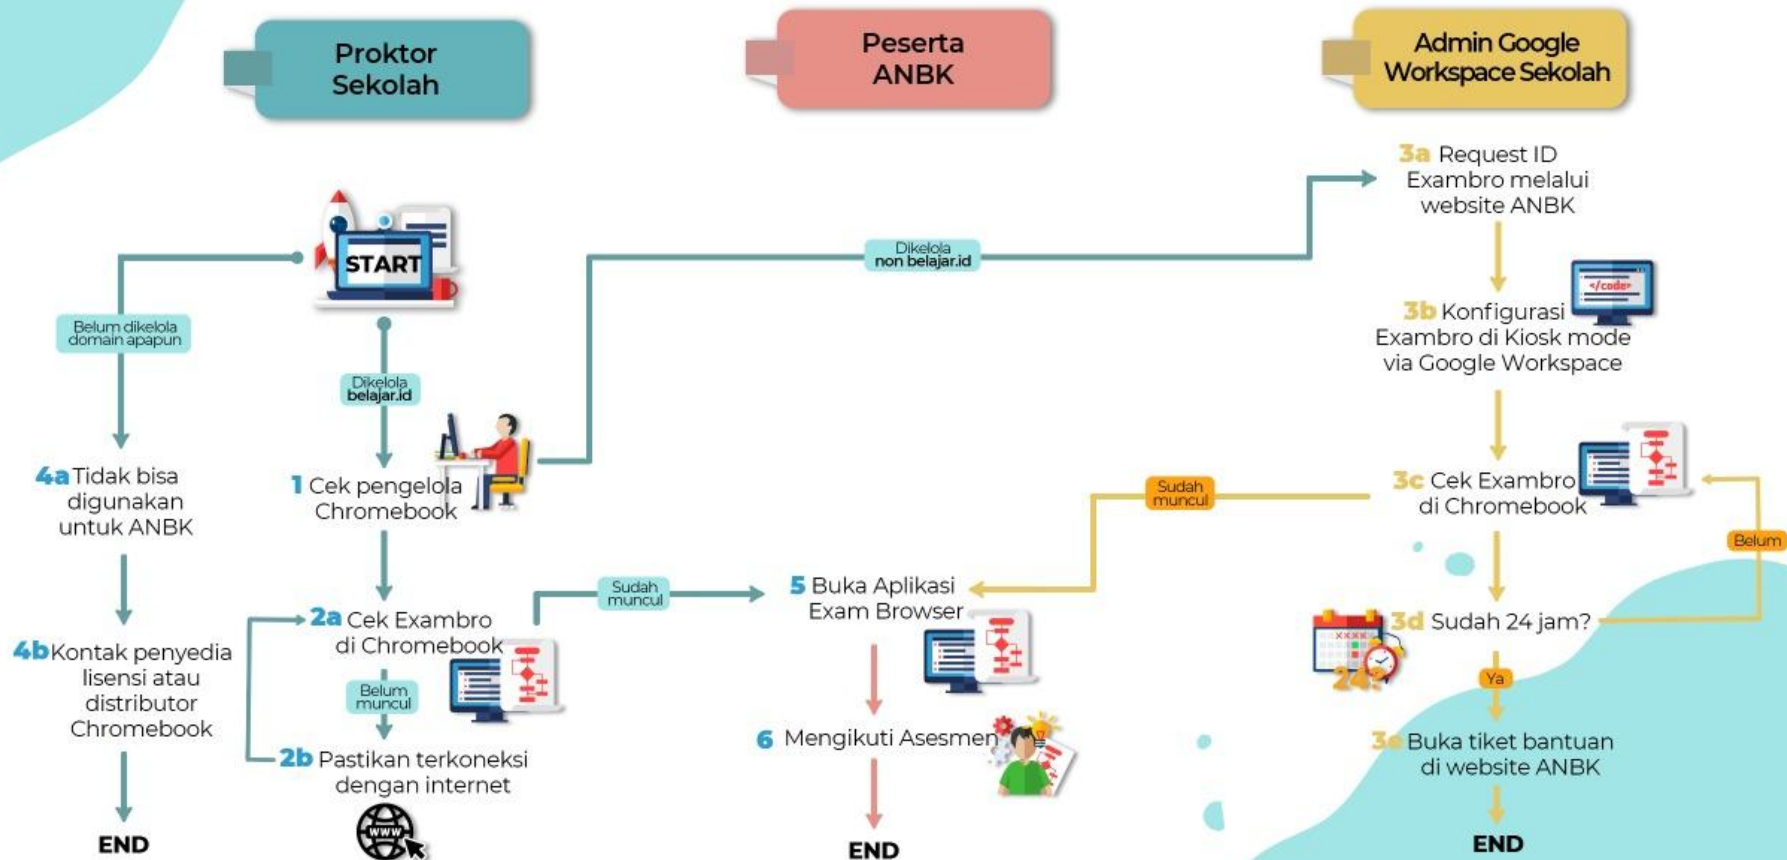 Proktor
Sekolah
Peserta
ANBK
Admin Google
Workspace Sekolah
START
Belum dikelola
domain apapun
Dikelola
belajar.id
4a Tidak bisa
digunakan
untuk ANBK
4b Kontak penyedia
lisensi atau
distributor
Chromebook
END
1 Cek pengelola
Chromebook
2a Cek Exambro
di Chromebook
Belum
muncul
2b Pastikan terkoneksi
dengan internet
WWW
Sudah
muncul
Dikelola
non belajar.id
5 Buka Aplikasi
Exam Browser
6 Mengikuti Asesmen
END
3a Request ID
Exambro melalui
website ANBK
</code>
3b Konfigurasi
Exambro di Kiosk mode
via Google Workspace
3c Cek Exambro
di Chromebook
Sudah
muncul
Belum
3d Sudah 24 jam?
XXXX
24?
Ya
3e Buka tiket bantuan
di website ANBK
END